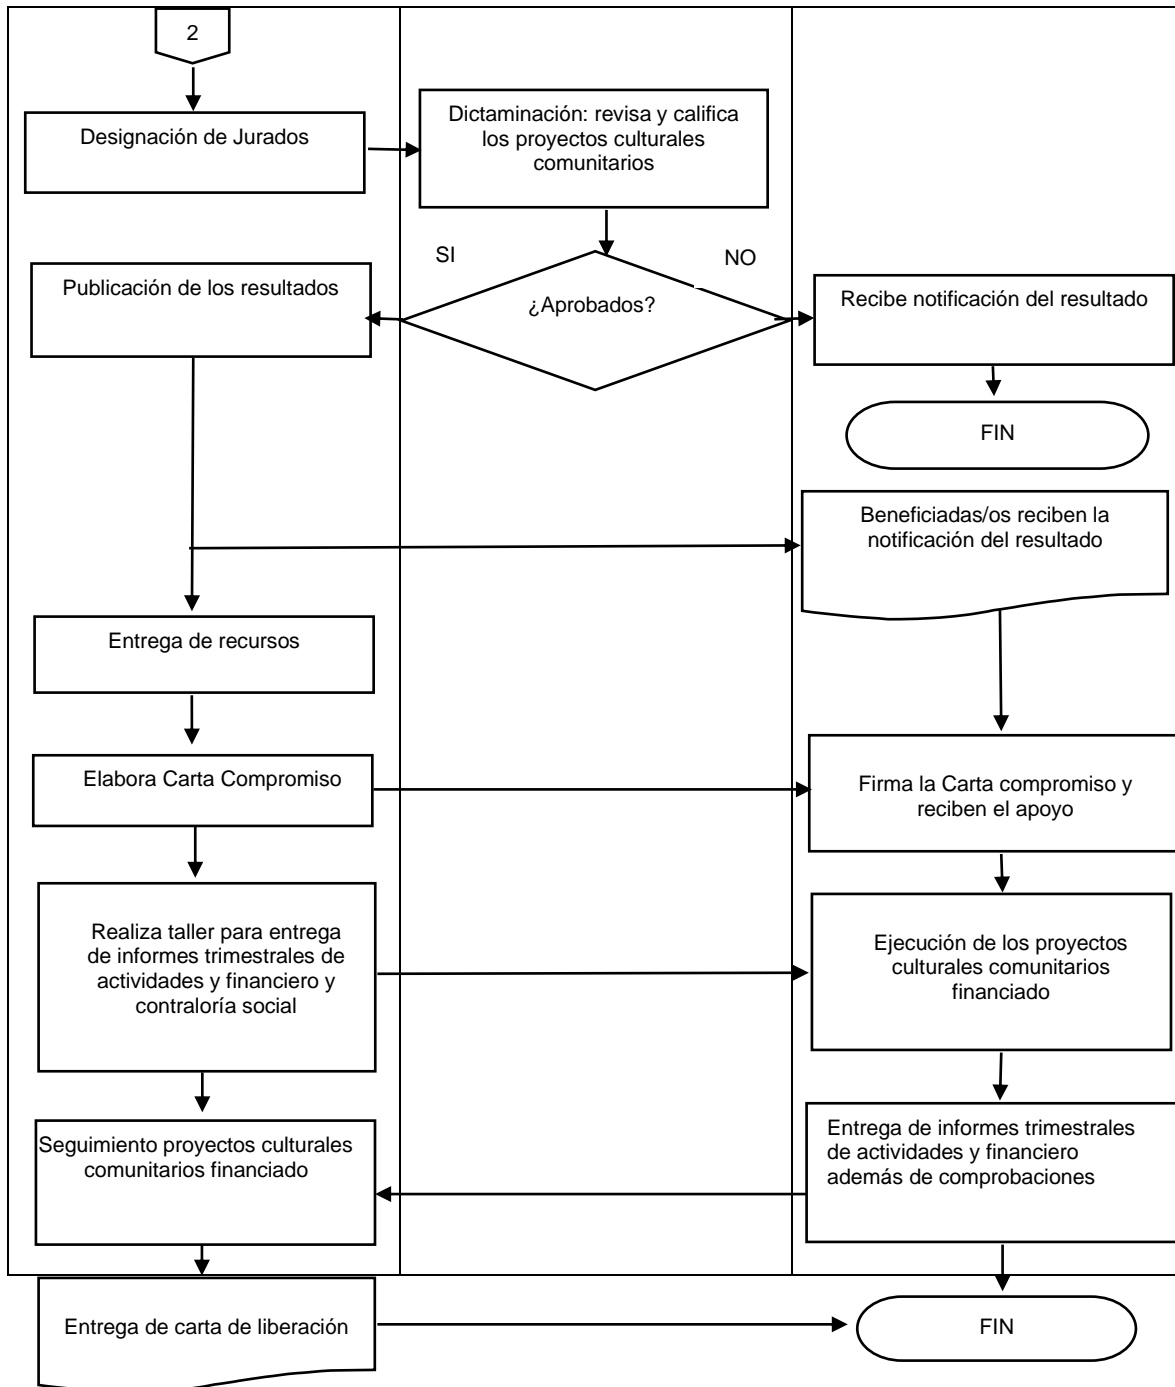 2
Designación de Jurados
Dictaminación: revisa y califica
los proyectos culturales
comunitarios
SI
NO
Publicación de los resultados
¿Aprobados?
Recibe notificación del resultado
FIN
Beneficiadas/os reciben la
notificación del resultado
Entrega de recursos
Elabora Carta Compromiso
Firma la Carta compromiso y
reciben el apoyo
Realiza taller para entrega
de informes trimestrales de
actividades y financiero y
contraloría social
Ejecución de los proyectos
culturales comunitarios
financiado
Seguimiento proyectos culturales
comunitarios financiado
Entrega de informes trimestrales
de actividades y financiero
además de comprobaciones
Entrega de carta de liberación
FIN